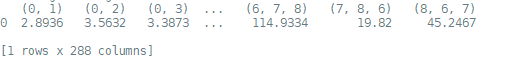 (0, 1) (0, 2) (0, 3) ... (6, 7, 8) (7, 8, 6) (8, 6, 7)
0 2.8936 3.5632 3.3873 ... 114.9334 19.82 45.2467
[1 rows x 288 columns]